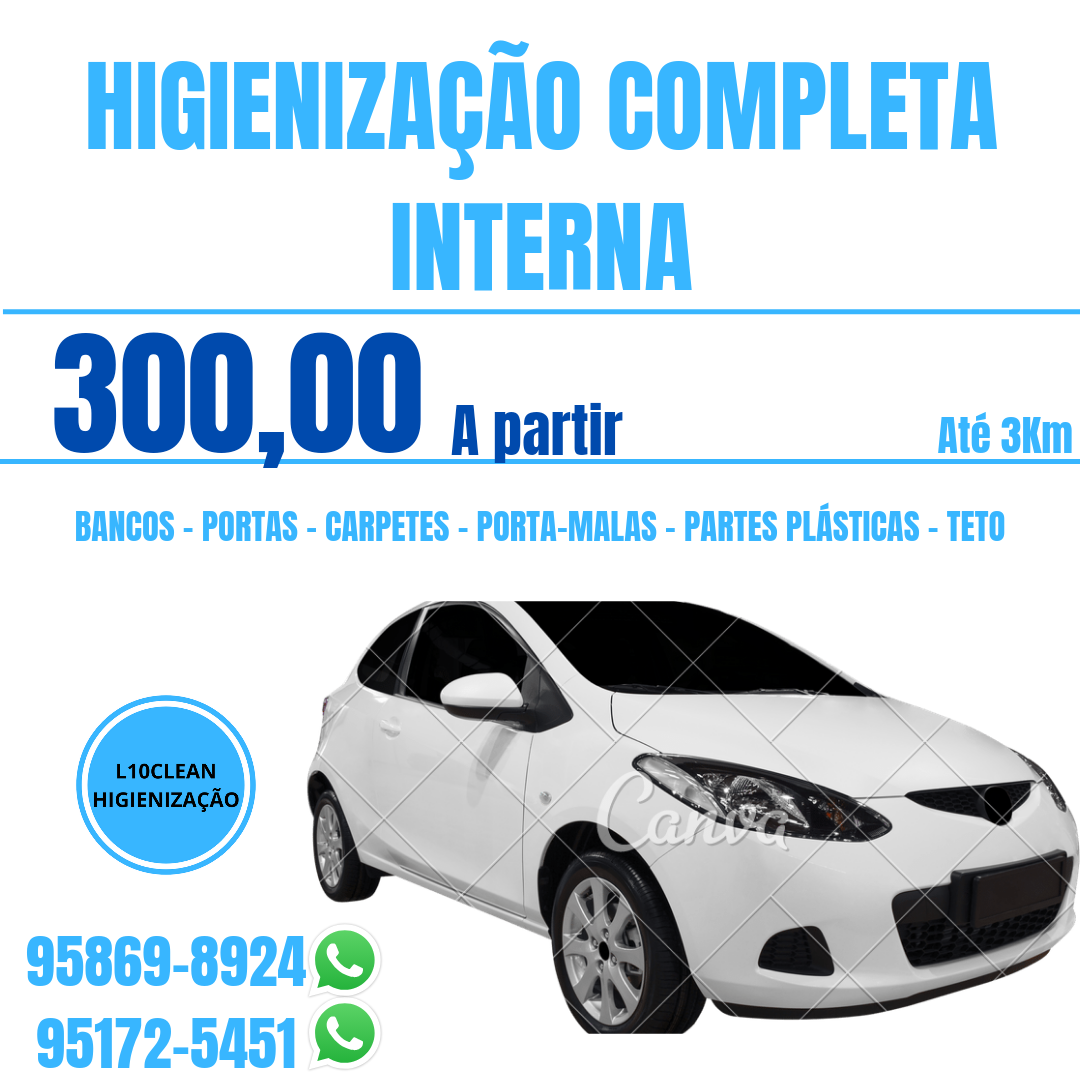 HIGIENIZAÇÃO COMPLETA
INTERNA
300,00 A partir
Até 3Km
BANCOS - PORTAS - CARPETES - PORTA-MALAS - PARTES PLÁSTICAS - TETO
L10CLEAN
HIGIENIZAÇÃO
Canva
95869-8924
95172-5451